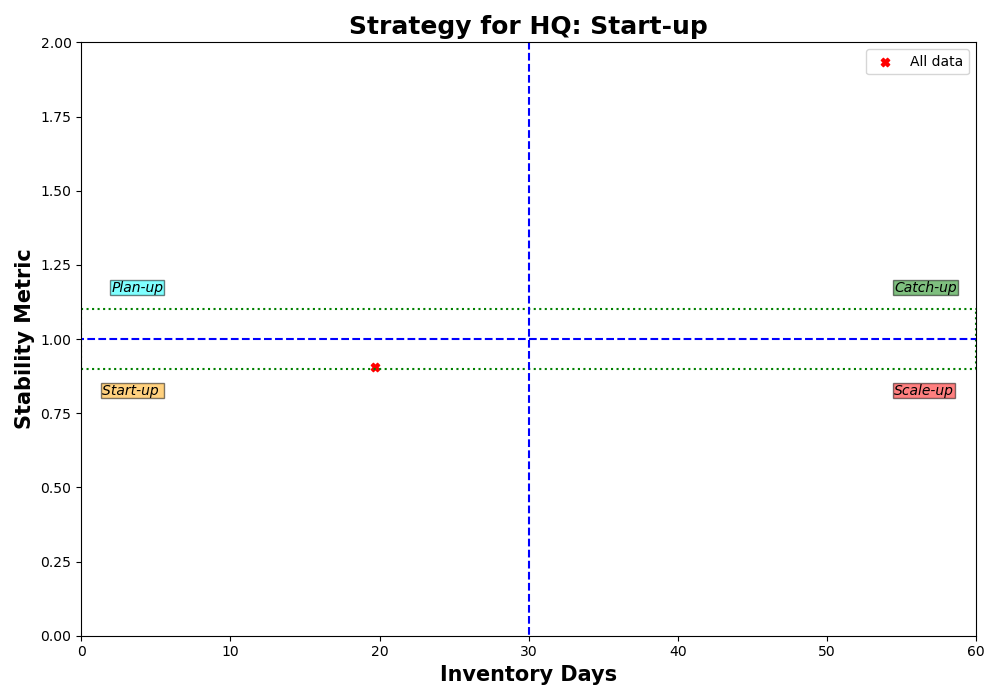 Strategy for HQ: Start-up
All data
Stability Metric
2.00
1.75
1.50
1.25
1.00
0.75
0.50
0.25
0.00
Plan-up
Catch-up
Start-up
Scale-up
0 10 20 30 40 50 60
Inventory Days